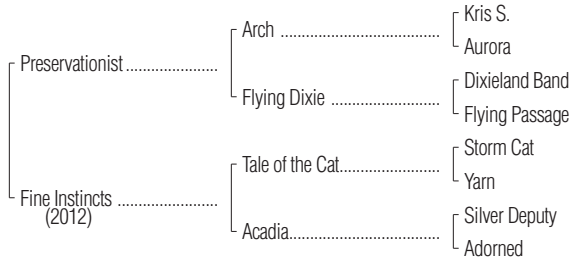 Kris S.
Arch ..........................................
Aurora
Preservationist ........................
Dixieland Band
Flying Dixie .............................
Flying Passage
Storm Cat
Tale of the Cat..........................
Yarn
Fine Instincts ..........................
(2012)
Silver Deputy
Acadia........................................
Adorned